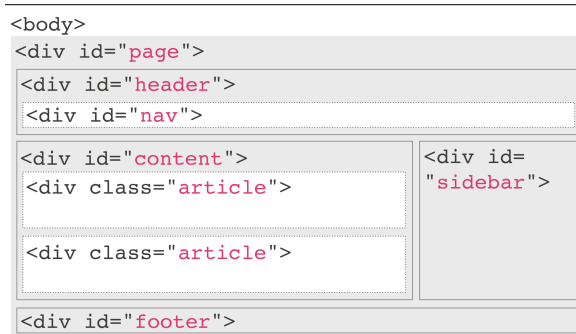 <body>
<div id="page">
<div id="header">
<div id="nav">
<div id="content">
<div class="article">
<div class="article">
<div id=
"sidebar">
<div id="footer">